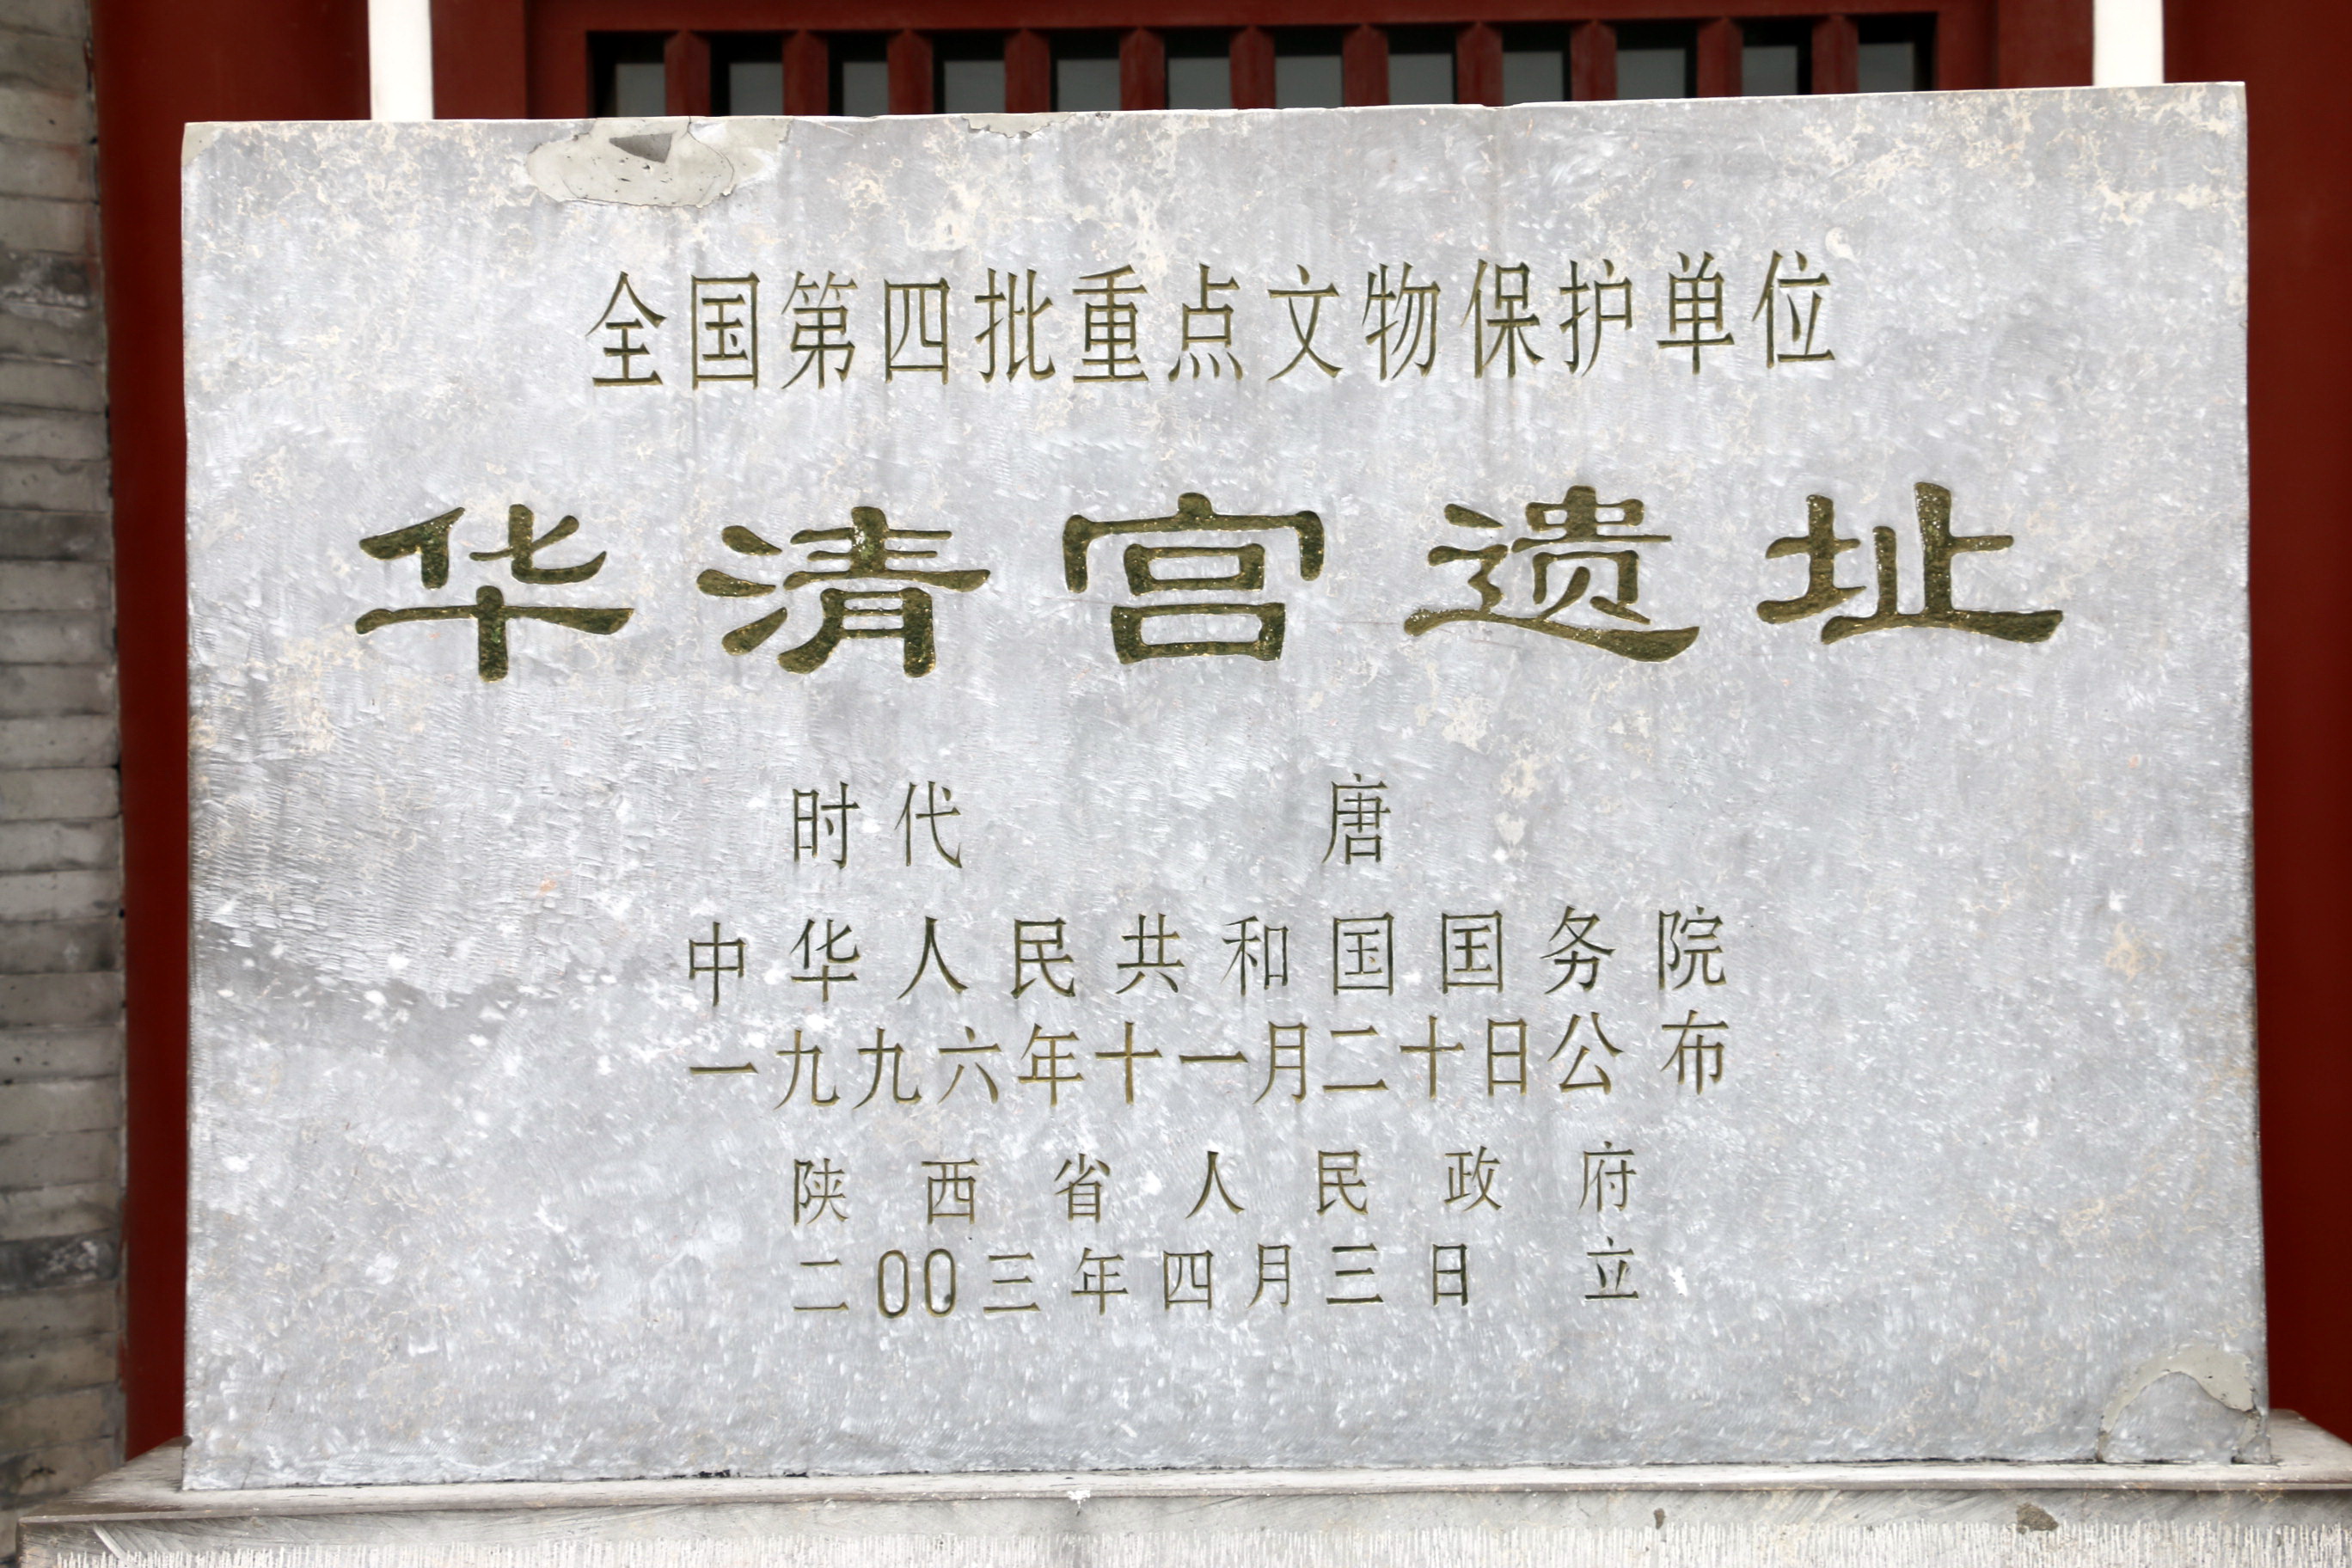 全国第四批重点文物保护单位
华清宫遗址
时代 唐
中华人民共和国国务院
一九九六年十一月二十日公布
陕西省人民政府
二00三年四月三日 立